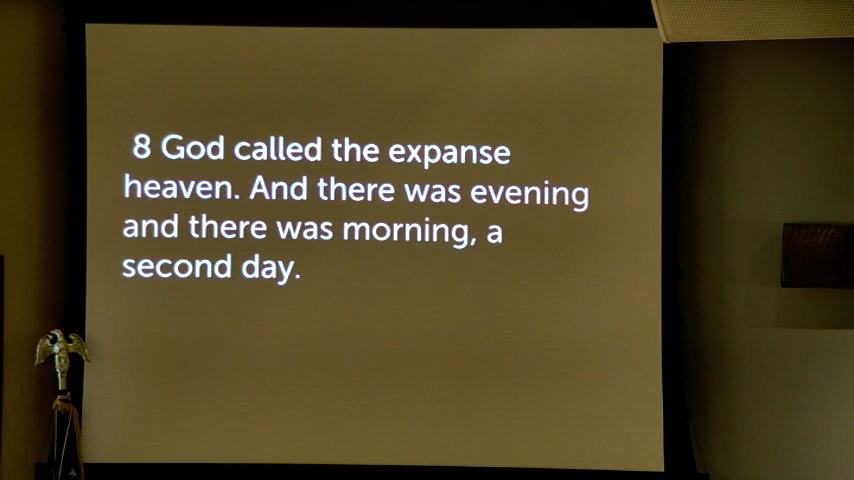 8 God called the expanse
heaven. And there was evening
and there was morning, a
second day.